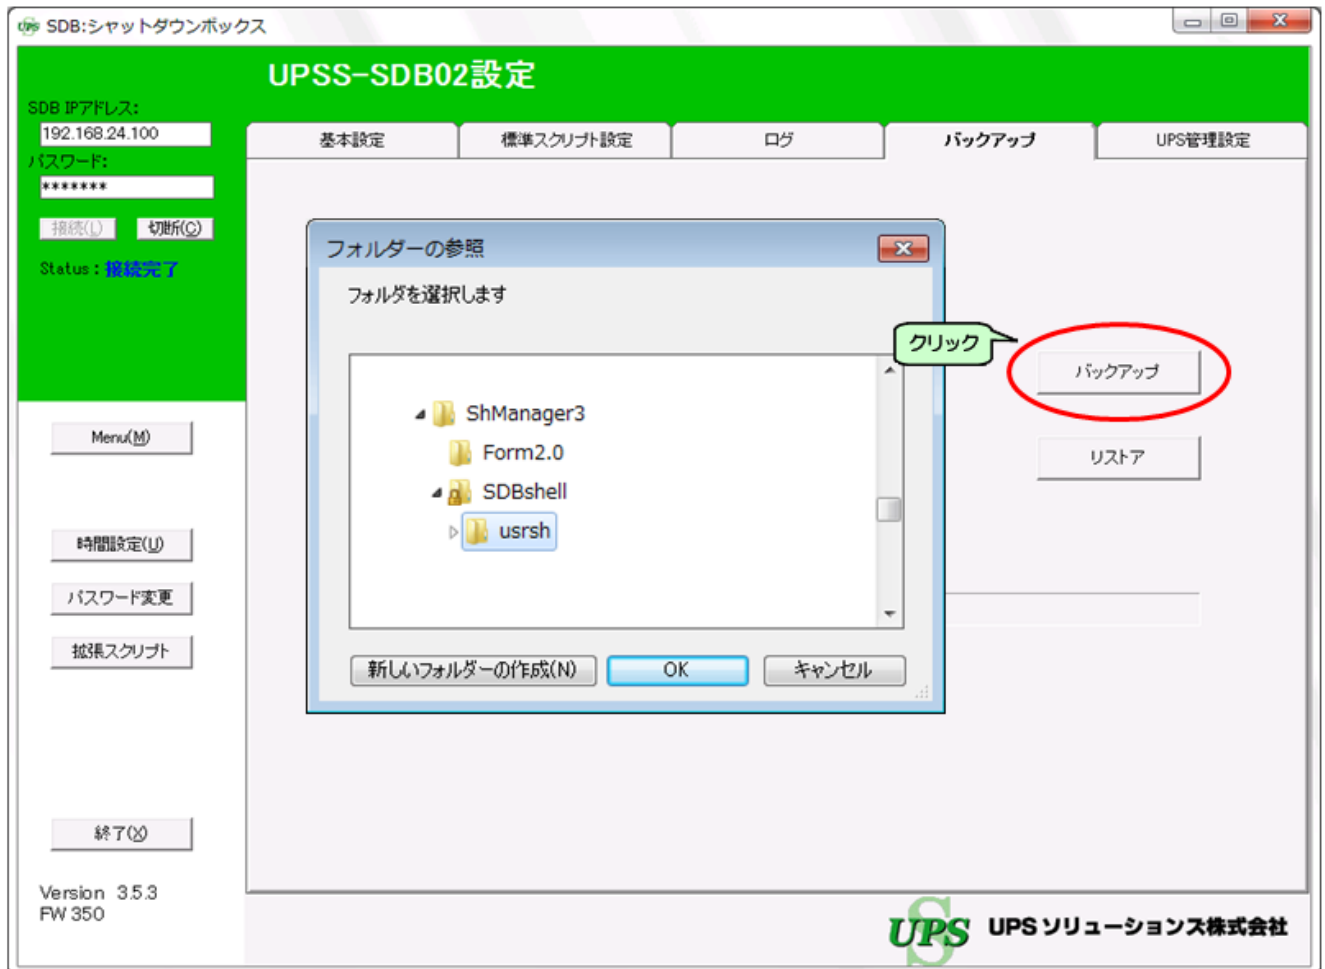 SDB:シャットダウンボックス
UPSS-SDB02設定
SDB IPアドレス:
192.168.24.100
パスワード:
*******
接続(L) 切断(C)
Status : 接続完了
基本設定 標準スクリプト設定 ログ バックアップ UPS管理設定
フォルダーの参照
フォルダを選択します
クリック
バックアップ
ShManager3
Form2.0
SDBshell
usrsh
リストア
新しいフォルダーの作成(N) OK キャンセル
Menu(M)
時間設定(U)
パスワード変更
拡張スクリプト
終了(X)
Version 3.5.3
FW 350
UPS UPSソリューションズ株式会社